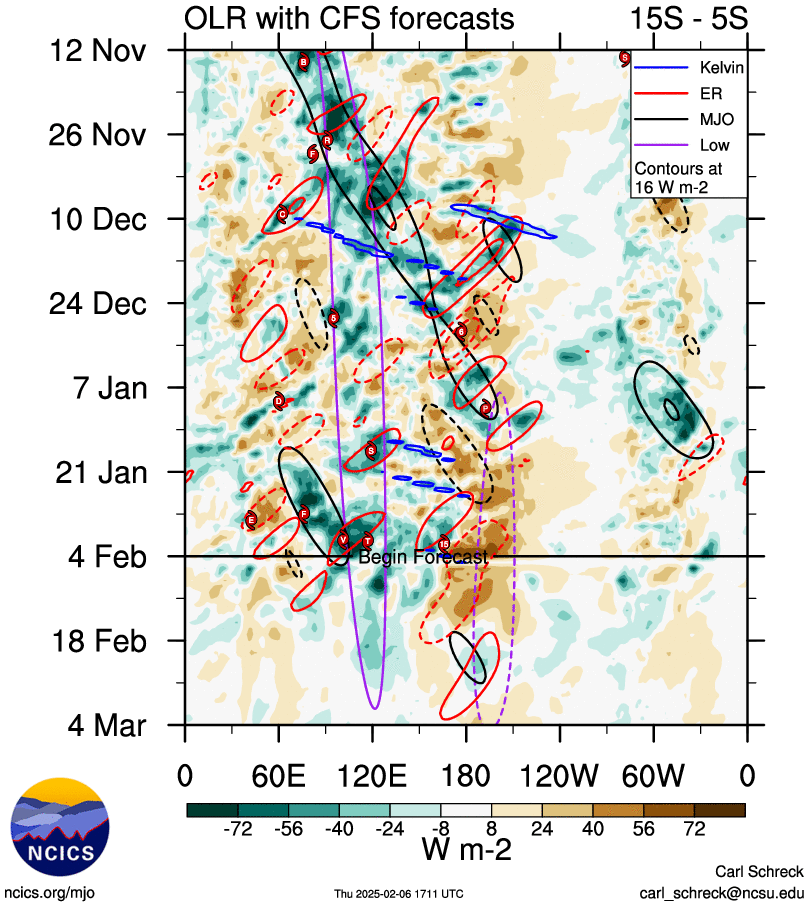 OLR with CFS forecasts 15S - 5S
12 Nov
26 Nov
10 Dec
24 Dec
7 Jan
21 Jan
4 Feb
18 Feb
4 Mar
Kelvin
ER
MJO
Low
Contours at
16 W m-2
B
S
R
F
C
5
6
D
P
S
E
F
V
T
15
Begin Forecast
0 60E 120E 180 120W 60W 0
-72 -56 -40 -24 -8 8 24 40 56 72
W m-2
NCICS
ncics.org/mjo
Thu 2025-02-06 1711 UTC
Carl Schreck
carl_schreck@ncsu.edu